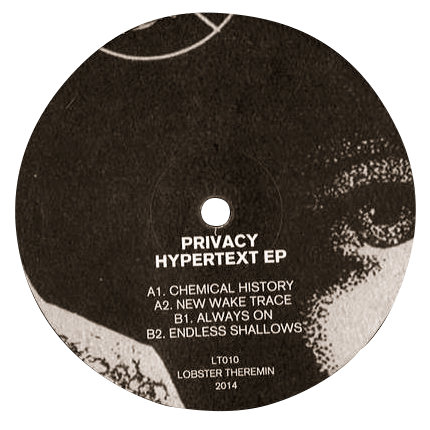 PRIVACY
HYPERTEXT EP
A1. CHEMICAL HISTORY
A2. NEW WAKE TRACE
B1. ALWAYS ON
B2. ENDLESS SHALLOWS
LT010
LOBSTER THEREMIN
2014